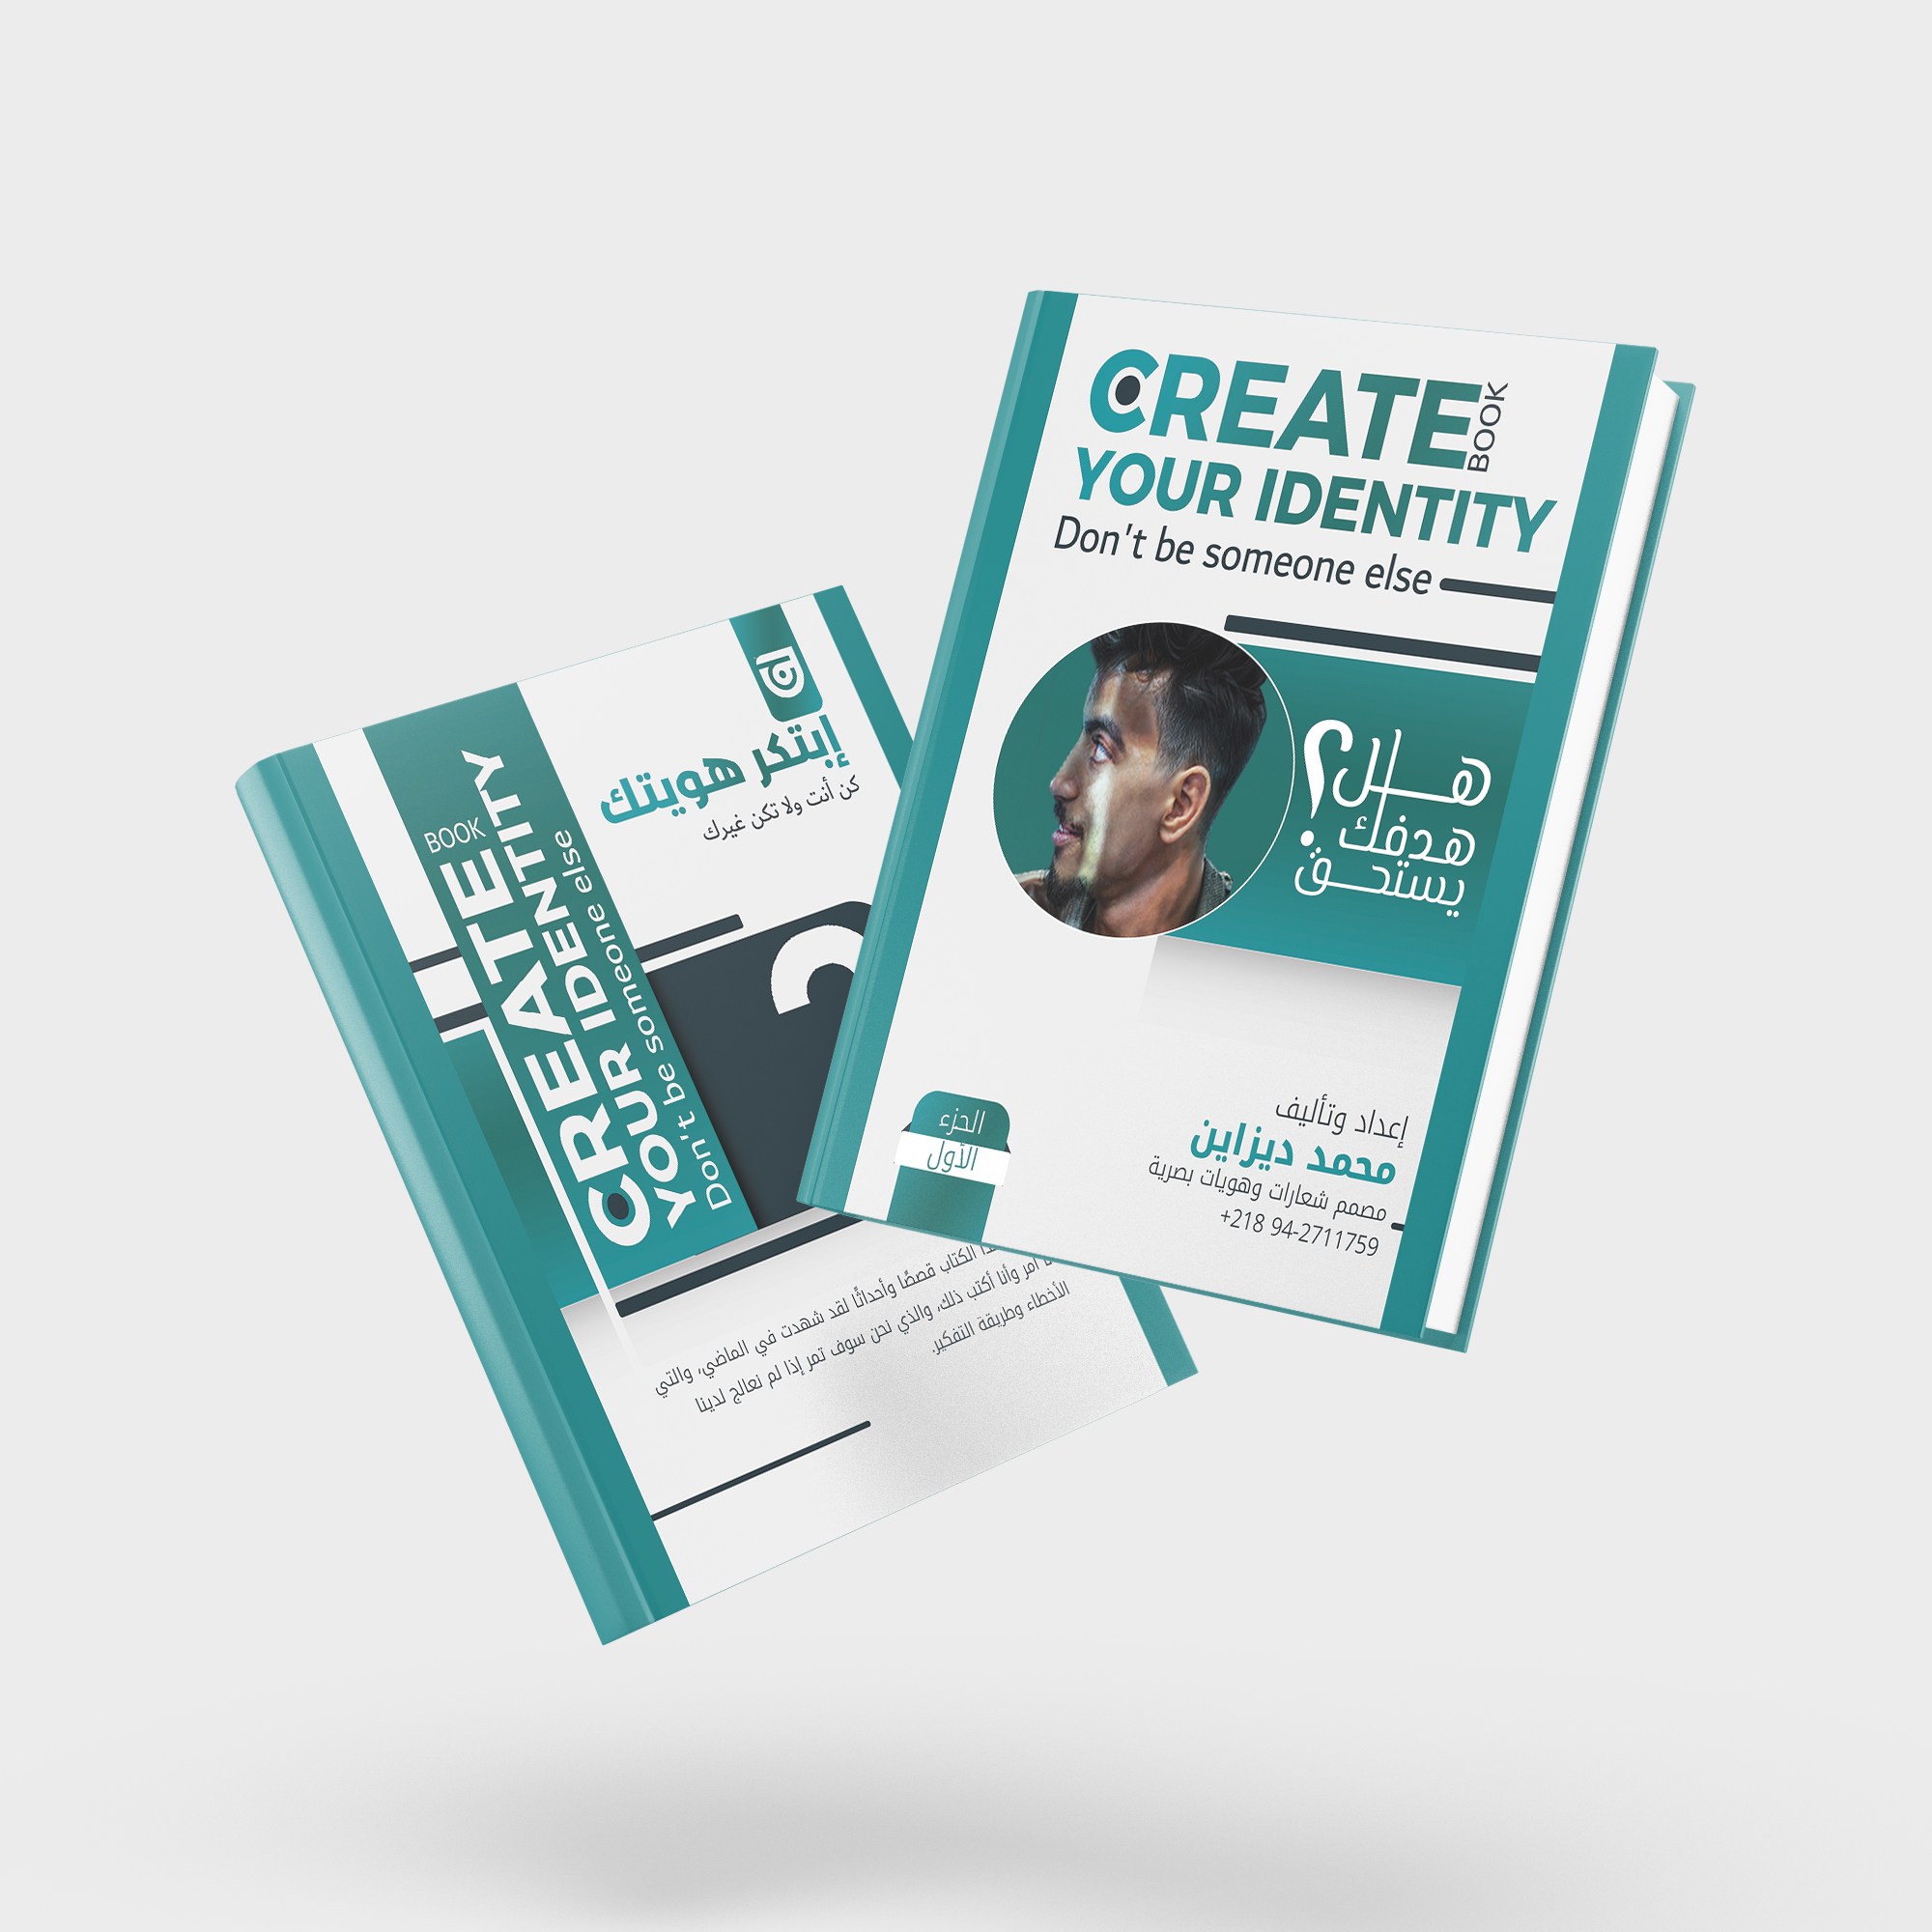 CREATE
BOOK
YOUR IDENTITY
Don't be someone else
هل
هدفك
يستحق؟
الجزء
الأول
إعداد وتأليف
محمد ديزاين
مصمم شعارات وهويات بصرية
+218 94-2711759
إبتكر هويتك
كن أنت ولا تكن غيرك
BOOK
CREATE
YOUR IDENTITY
Don't be someone else
الكتاب قصصًا وأحداثًا لقد شهدت في الماضي، والتي
أمر وأنا أكتب ذلك، والذي نحن سوف تمر إذا لم نعالج لدينا
الأخطاء وطريقة التفكير.